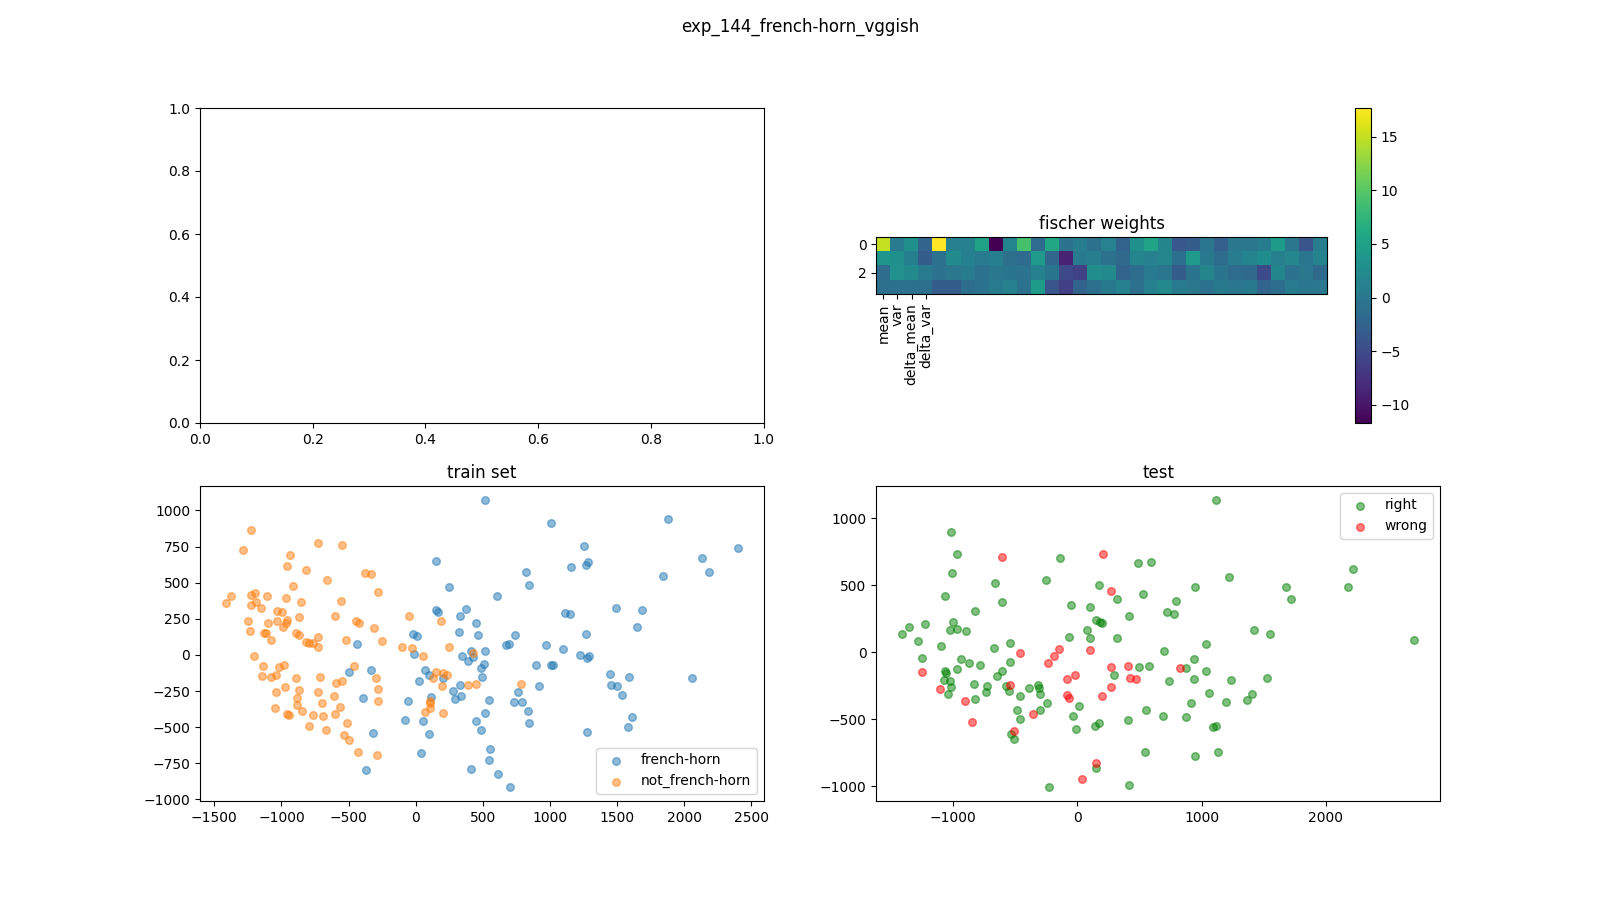 exp_144_french-horn_vggish
1.0
0.8
0.6
0.4
0.2
0.0
0.0 0.2 0.4 0.6 0.8 1.0
fischer weights
0
2
mean
var
delta_mean
delta_var
15
10
5
0
−5
−10
train set
1000
750
500
250
0
−250
−500
−750
−1000
−1500 −1000 −500 0 500 1000 1500 2000 2500
french-horn
not_french-horn
test
1000
500
0
−500
−1000
−1000 0 1000 2000
right
wrong